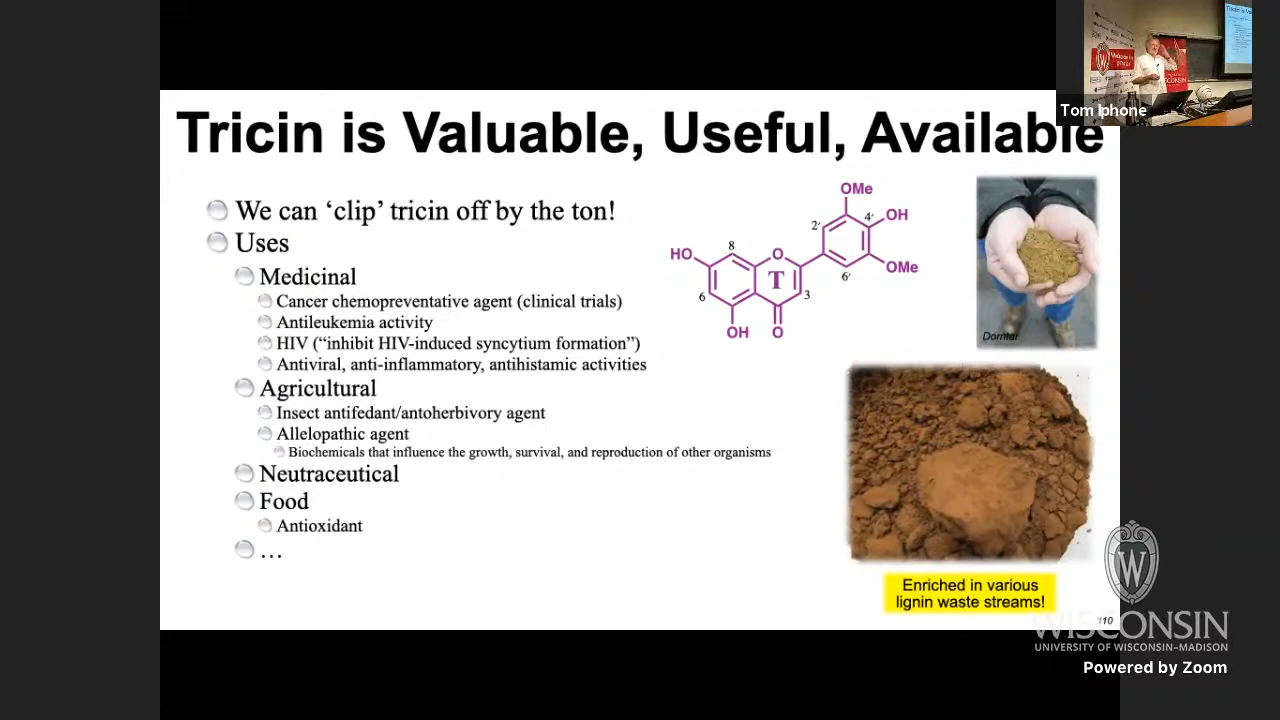 Tricin is Valuable, Useful, Available
We can ‘clip’ tricin off by the ton!
Uses
Medicinal
Cancer chemopreventative agent (clinical trials)
Antileukemia activity
HIV (“inhibit HIV-induced syncytium formation”)
Antiviral, anti-inflammatory, antihistamic activities
Agricultural
Insect antifedant/antoherbivory agent
Allelopathic agent
Biochemicals that influence the growth, survival, and reproduction of other organisms
Neutraceutical
Food
Antioxidant
…
OMe
4′
OH
2′
HO
8
O
OMe
T
6′
6
3
OH
O
Domtar
Enriched in various
lignin waste streams!
110
Tom Iphone
W
WISCONSIN
UNIVERSITY OF WISCONSIN–MADISON
Powered by Zoom